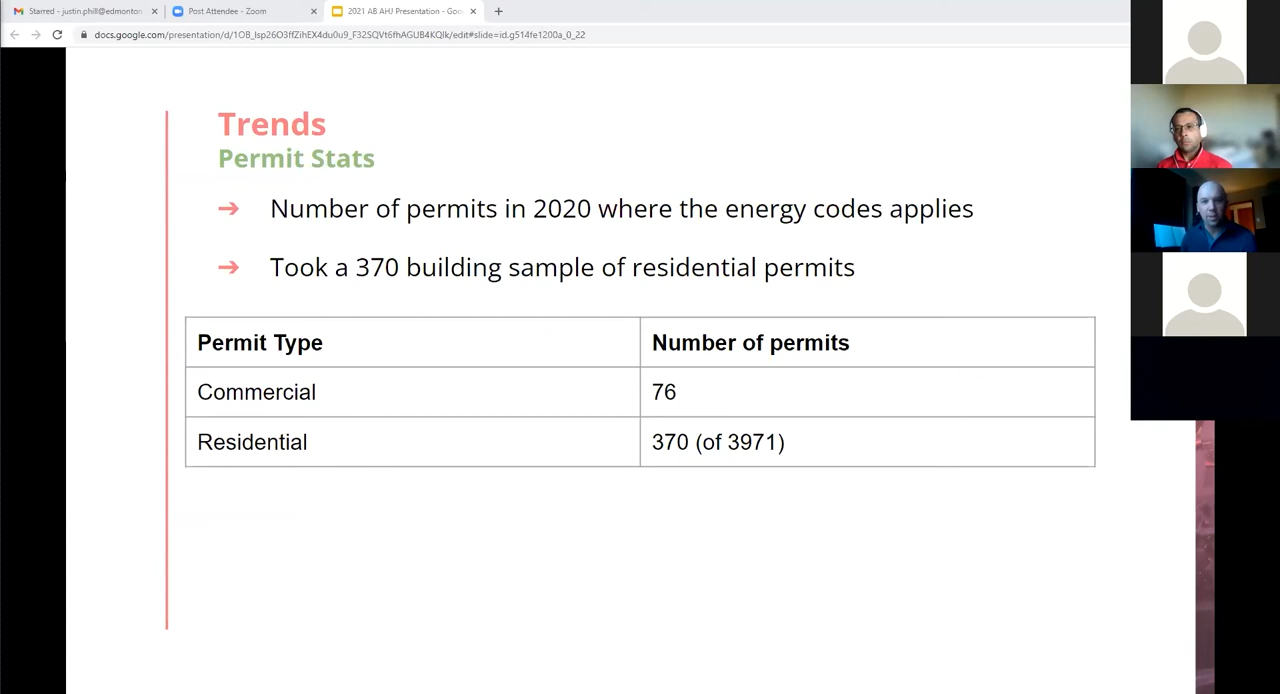 Starred - justin.phill@edmonton
Post Attendee - Zoom
2021 AB AHJ Presentation - Goo
docs.google.com/presentation/d/1OB_lsp26O3ffZihEX4du0u9_F32SQVt6fhAGUB4KQlk/edit#slide=id.g514fe1200a_0_22
Trends
Permit Stats
➔ Number of permits in 2020 where the energy codes applies
➔ Took a 370 building sample of residential permits
Permit Type Number of permits
Commercial 76
Residential 370 (of 3971)